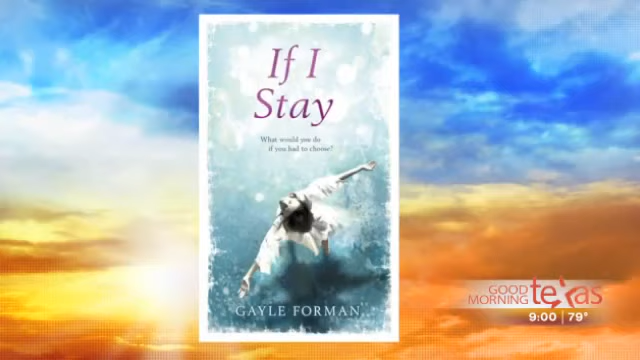 If I
Stay
What would you do
if you had to choose?
GAYLE FORMAN
GOOD
MORNING texas
9:00 | 79°